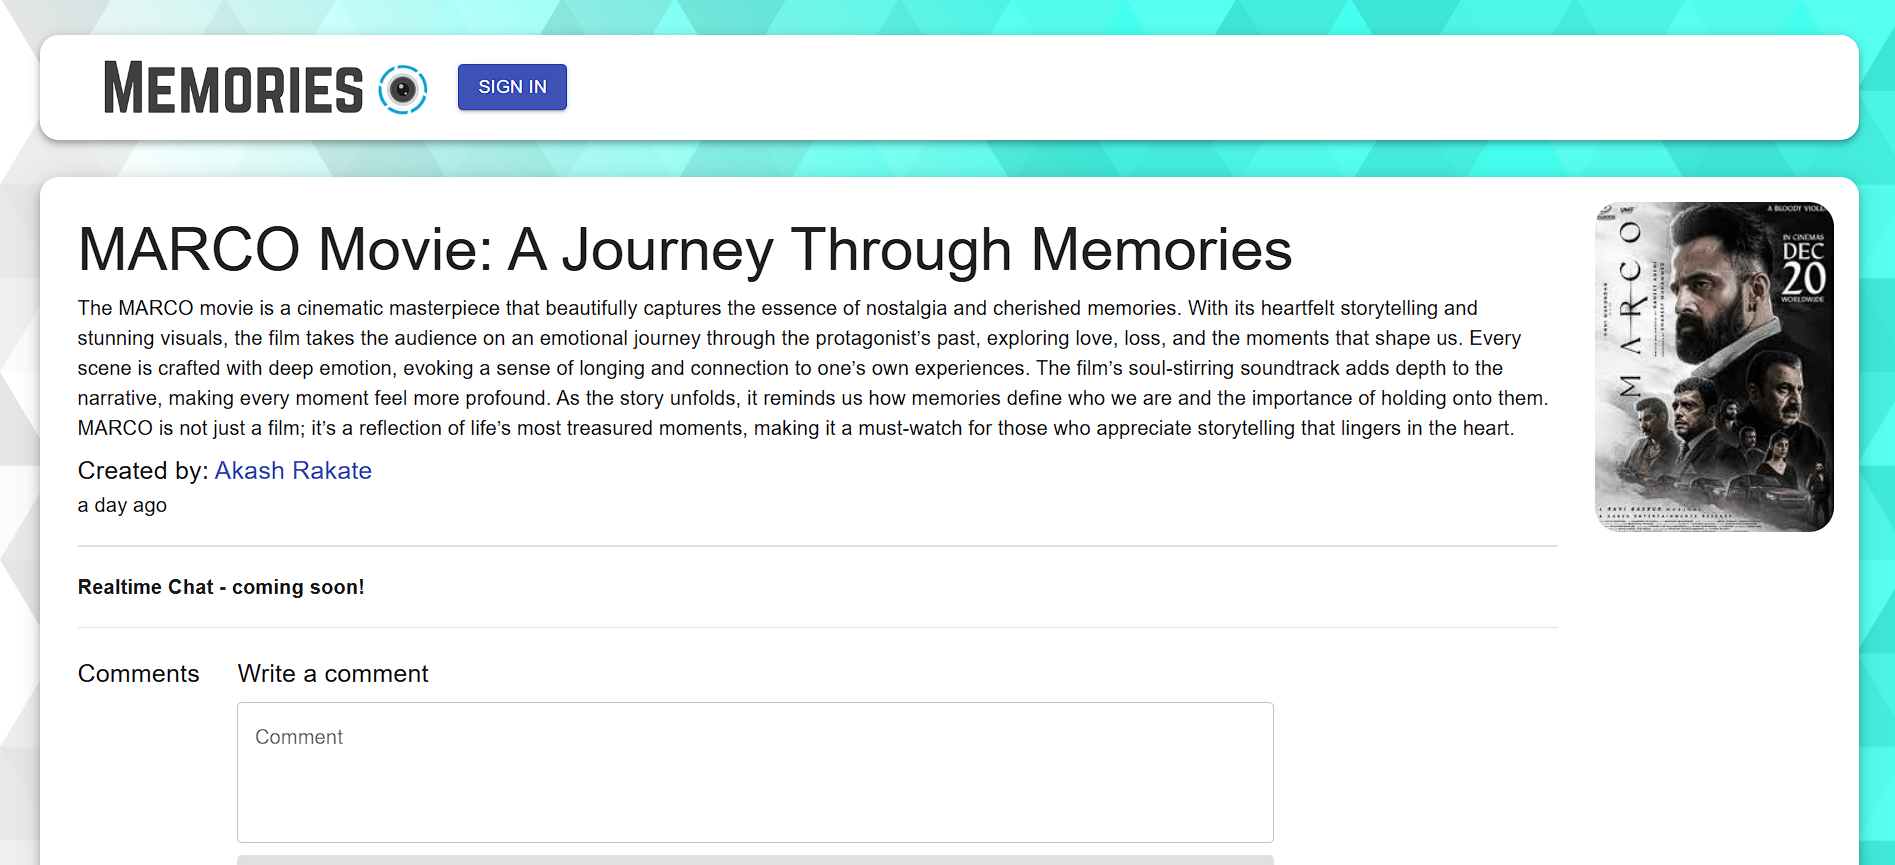 MEMORIES
SIGN IN
MARCO Movie: A Journey Through Memories
The MARCO movie is a cinematic masterpiece that beautifully captures the essence of nostalgia and cherished memories. With its heartfelt storytelling and
stunning visuals, the film takes the audience on an emotional journey through the protagonist’s past, exploring love, loss, and the moments that shape us. Every
scene is crafted with deep emotion, evoking a sense of longing and connection to one’s own experiences. The film’s soul-stirring soundtrack adds depth to the
narrative, making every moment feel more profound. As the story unfolds, it reminds us how memories define who we are and the importance of holding onto them.
MARCO is not just a film; it’s a reflection of life’s most treasured moments, making it a must-watch for those who appreciate storytelling that lingers in the heart.
Created by: Akash Rakate
a day ago
Realtime Chat - coming soon!
Comments
Write a comment
Comment
A BLOODY
IN CINEMAS
DEC
20
WORLDWIDE
MARCO